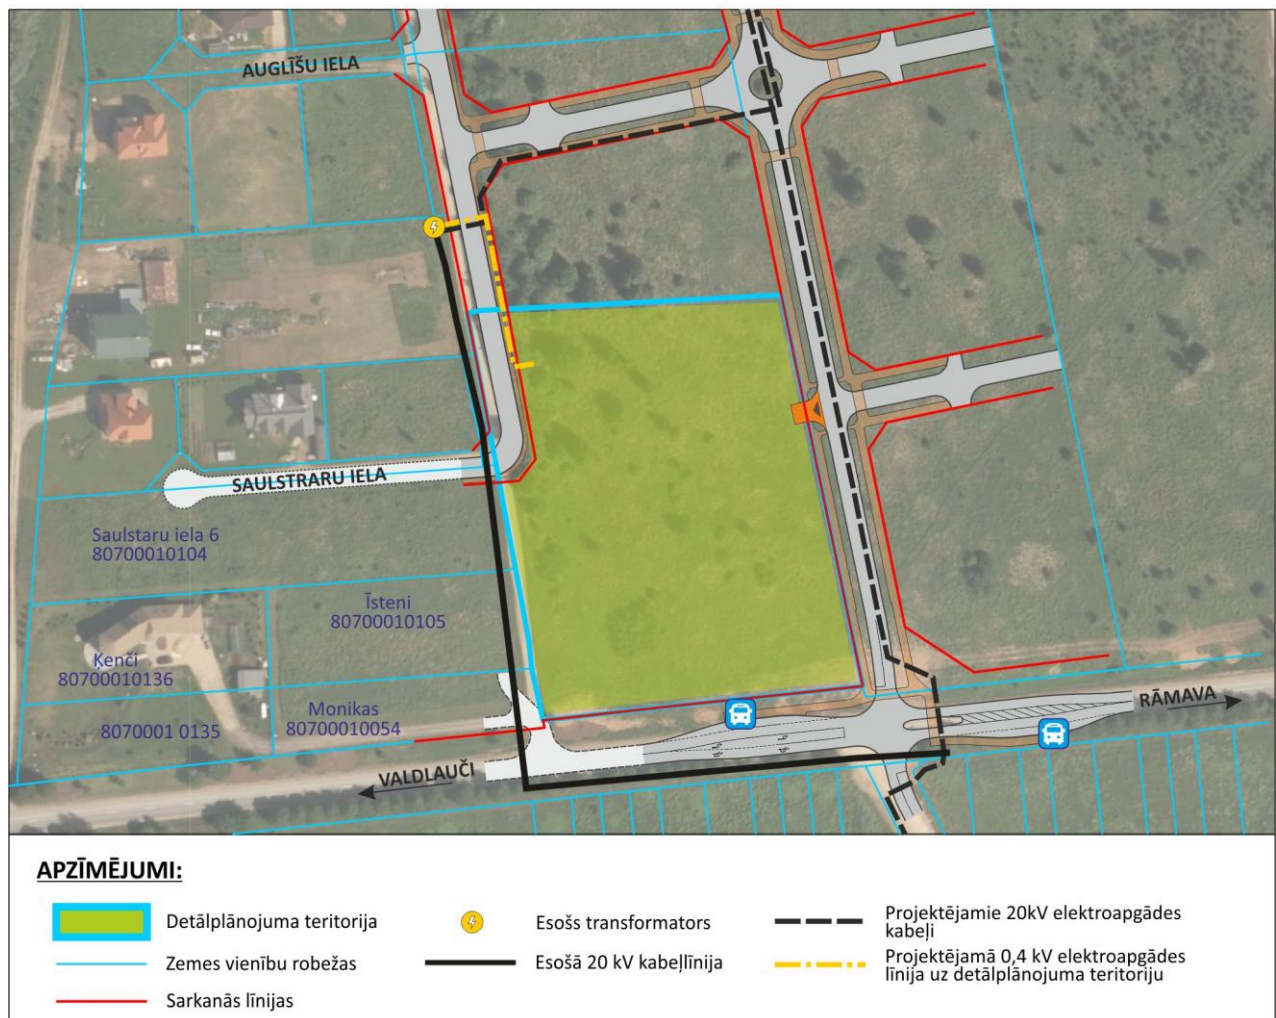 AUGLĪŠU IELA
SAULSTRARU IELA
Saulstaru iela 6
80700010104
Īsteni
80700010105
Ķenči
80700010136
Monikas
80700010054
8070001 0135
RĀMAVA
VALDLAUČI
APZĪMĒJUMI:
Detālplānojuma teritorija
Zemes vienību robežas
Sarkanās līnijas
Esošs transformators
Esošā 20 kV kabeļlīnija
Projektējamie 20kV elektroapgādes
kabeļi
Projektējamā 0,4 kV elektroapgādes
līnija uz detālplānojuma teritoriju